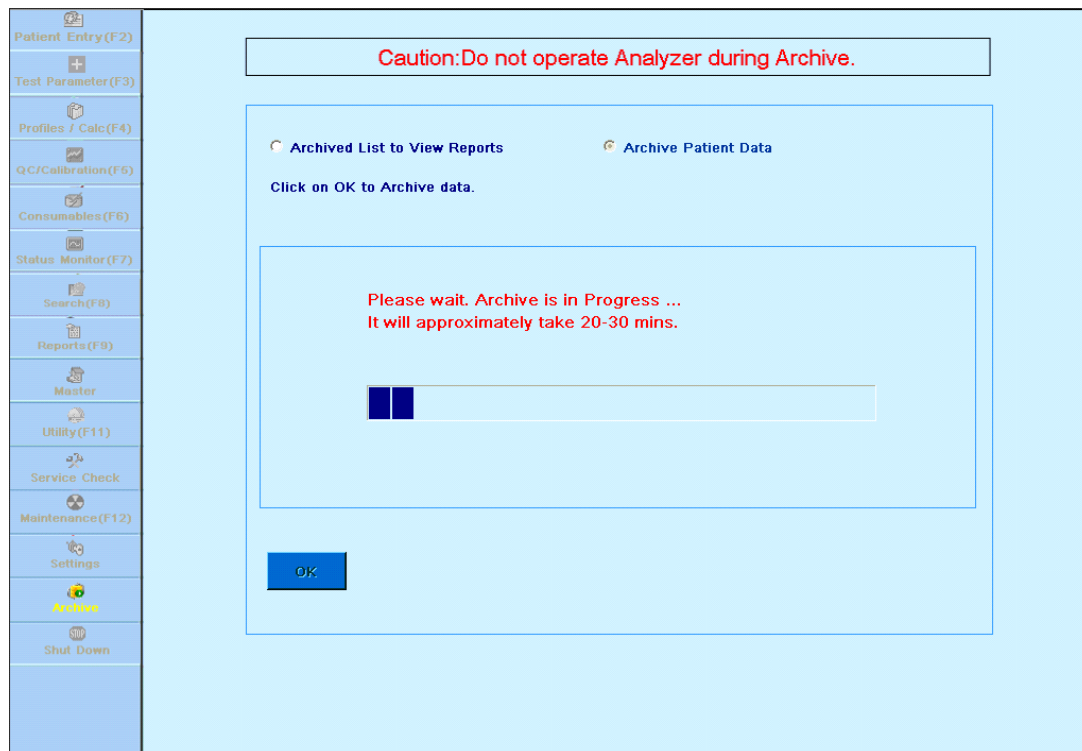 Patient Entry(F2)
Test Parameter(F3)
Profiles / Calc(F4)
QC/Calibration(F5)
Consumables(F6)
Status Monitor(F7)
Search(F8)
Reports(F9)
Master
Utility(F11)
Service Check
Maintenance(F12)
Settings
Archive
STOP
Shut Down
Caution:Do not operate Analyzer during Archive.
Archived List to View Reports
Archive Patient Data
Click on OK to Archive data.
Please wait. Archive is in Progress ...
It will approximately take 20-30 mins.
OK